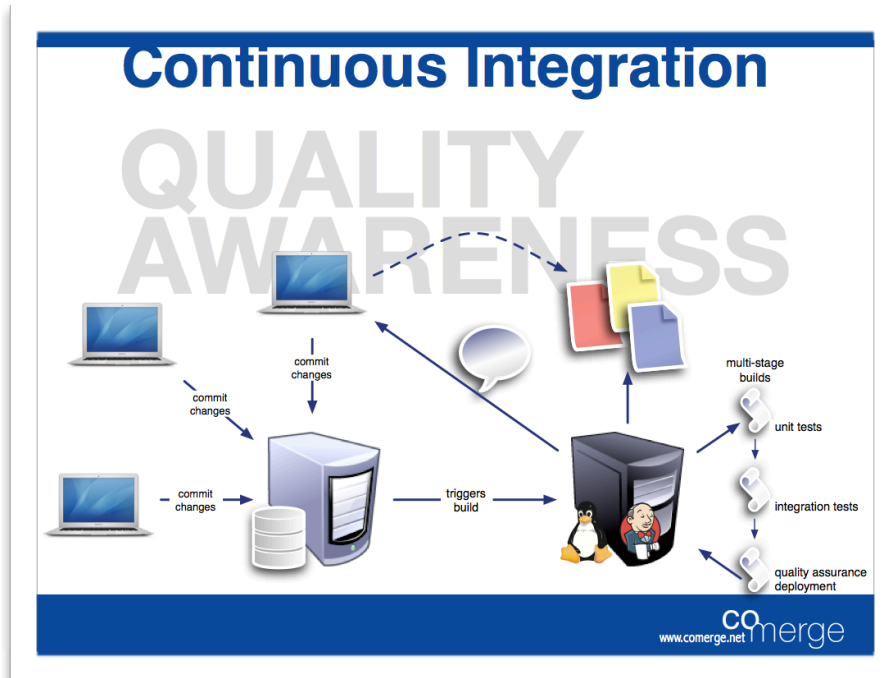 Continuous Integration
QUALITY
AWARENESS
commit
changes
commit
changes
commit
changes
triggers
build
multi-stage
builds
unit tests
integration tests
quality assurance
deployment
www.comerge.net
comerge